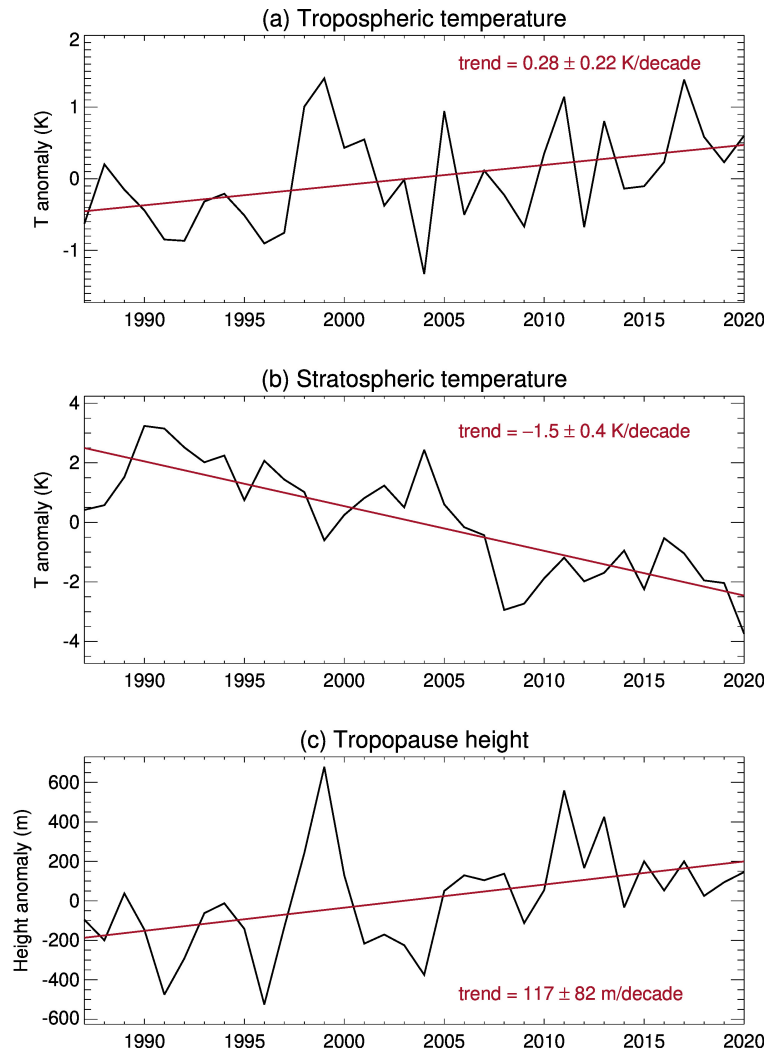 (a) Tropospheric temperature
trend = 0.28 ± 0.22 K/decade
T anomaly (K)
2
1
0
-1
1990 1995 2000 2005 2010 2015 2020
(b) Stratospheric temperature
trend = −1.5 ± 0.4 K/decade
T anomaly (K)
4
2
0
-2
-4
1990 1995 2000 2005 2010 2015 2020
(c) Tropopause height
Height anomaly (m)
600
400
200
0
-200
-400
-600
trend = 117 ± 82 m/decade
1990 1995 2000 2005 2010 2015 2020